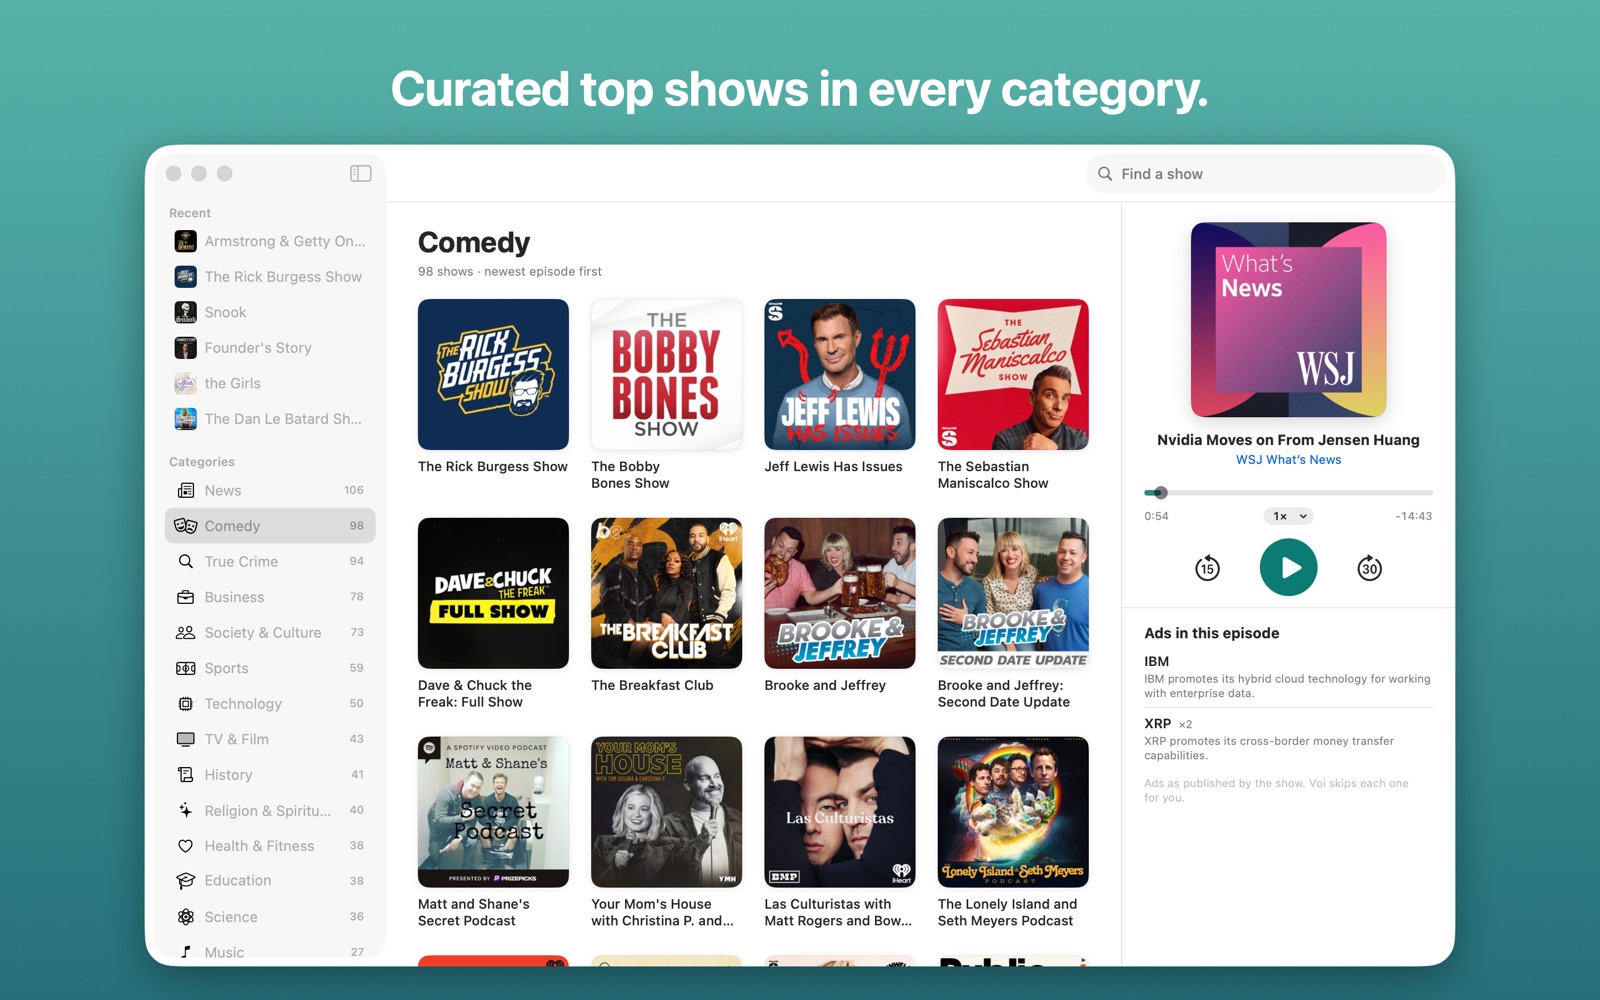 Curated top shows in every category.
Find a show
Recent
Armstrong & Getty On...
The Rick Burgess Show
Snook
Founder's Story
the Girls
The Dan Le Batard Sh...
Categories
News 106
Comedy 98
True Crime 94
Business 78
Society & Culture 73
Sports 59
Technology 50
TV & Film 43
History 41
Religion & Spiritu... 40
Health & Fitness 38
Education 38
Science 36
Music 27
Comedy
98 shows · newest episode first
THE
RICK
BURGESS
SHOW
THE
BOBBY
BONES
SHOW
JEFF LEWIS
HAS ISSUES
THE
Sebastian
Maniscalco
SHOW
The Rick Burgess Show
The Bobby
Bones Show
Jeff Lewis Has Issues
The Sebastian
Maniscalco Show
DAVE & CHUCK
THE FREAK
FULL SHOW
iHeart
THE BREAKFAST
CLUB
BROOKE &
JEFFREY
BROOKE &
JEFFREY
SECOND DATE UPDATE
Dave & Chuck the
Freak: Full Show
The Breakfast Club
Brooke and Jeffrey
Brooke and Jeffrey:
Second Date Update
A SPOTIFY VIDEO PODCAST
Matt & Shane's
Secret
Podcast
PRESENTED BY PRIZEPICKS
YOUR MOM'S
HOUSE
WITH TOM SEGURA & CHRISTINA P.
YMH
Las Culturistas
BMP
iHeart
Lonely Island & Seth Meyers
PODCAST
Matt and Shane's
Secret Podcast
Your Mom's House
with Christina P. and...
Las Culturistas with
Matt Rogers and Bow...
The Lonely Island and
Seth Meyers Podcast
What's
News
WSJ
Nvidia Moves on From Jensen Huang
WSJ What's News
0:54
1×
-14:43
15
30
Ads in this episode
IBM
IBM promotes its hybrid cloud technology for working
with enterprise data.
XRP ×2
XRP promotes its cross-border money transfer
capabilities.
Ads as published by the show. Voi skips each one
for you.